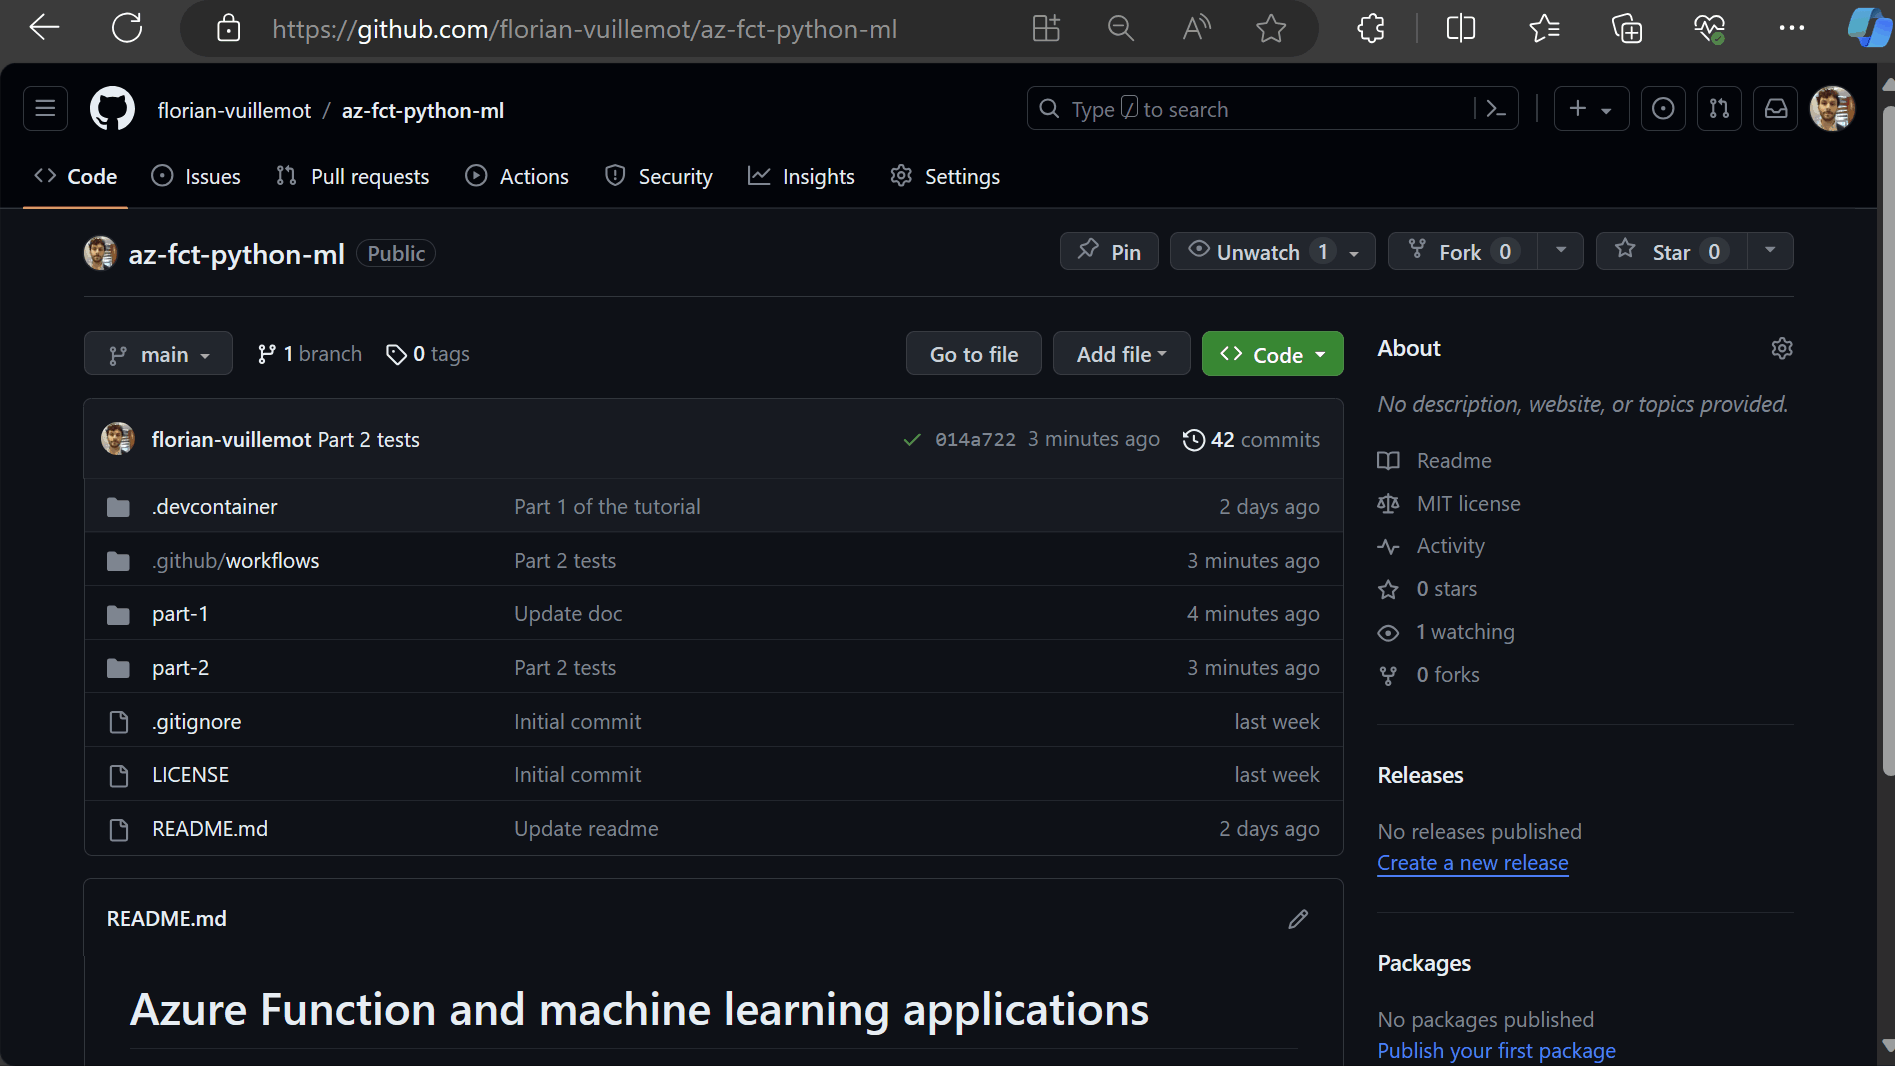 https://github.com/florian-vuillemot/az-fct-python-ml
florian-vuillemot / az-fct-python-ml
Type / to search
Code Issues Pull requests Actions Security Insights Settings
az-fct-python-ml Public
Pin Unwatch 1 Fork 0 Star 0
main 1 branch 0 tags
Go to file Add file Code
florian-vuillemot Part 2 tests 014a722 3 minutes ago 42 commits
.devcontainer Part 1 of the tutorial 2 days ago
.github/workflows Part 2 tests 3 minutes ago
part-1 Update doc 4 minutes ago
part-2 Part 2 tests 3 minutes ago
.gitignore Initial commit last week
LICENSE Initial commit last week
README.md Update readme 2 days ago
README.md
Azure Function and machine learning applications
About
No description, website, or topics provided.
Readme
MIT license
Activity
0 stars
1 watching
0 forks
Releases
No releases published
Create a new release
Packages
No packages published
Publish your first package